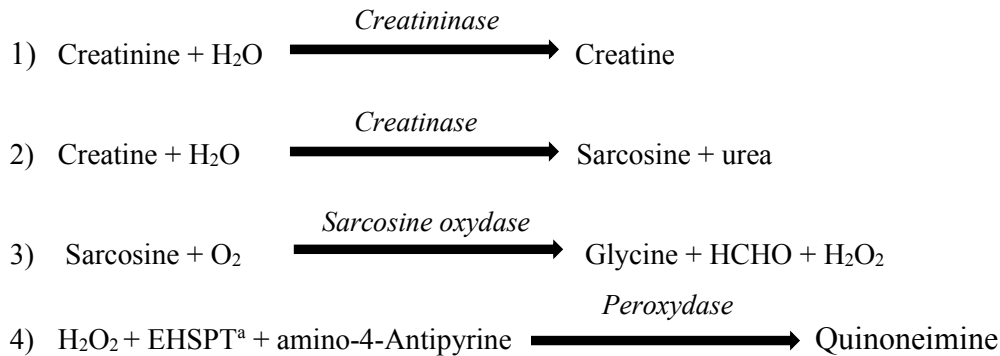 Creatininase
1) Creatinine + H₂O Creatine
Creatinase
2) Creatine + H₂O Sarcosine + urea
Sarcosine oxydase
3) Sarcosine + O₂ Glycine + HCHO + H₂O₂
Peroxydase
4) H₂O₂ + EHSPTᵃ + amino-4-Antipyrine Quinoneimine